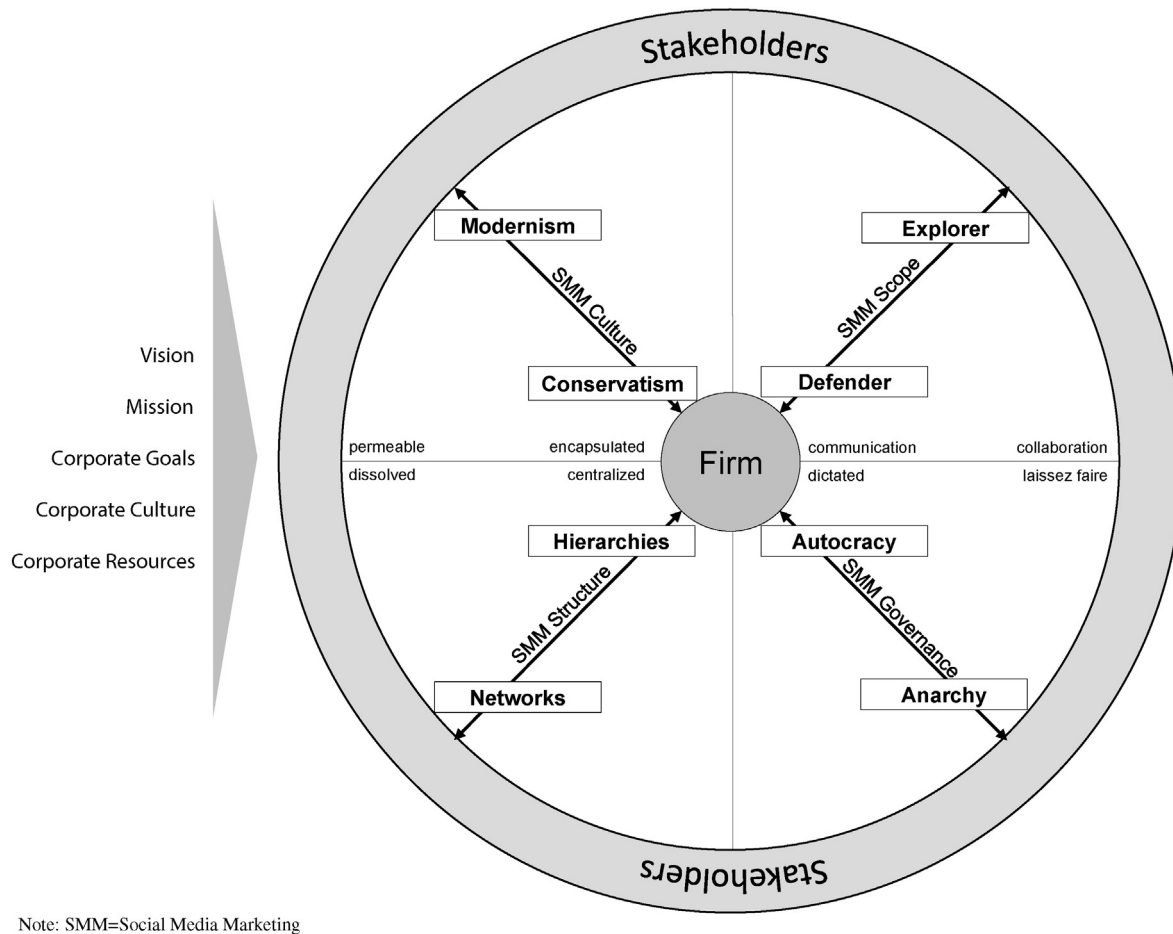 Stakeholders
Modernism
Explorer
SMM Culture
SMM Scope
Conservatism
Defender
Vision
Mission
Corporate Goals
Corporate Culture
Corporate Resources
permeable
encapsulated
communication
collaboration
Firm
dissolved
centralized
dictated
laissez faire
Hierarchies
Autocracy
SMM Structure
SMM Governance
Networks
Anarchy
Stakeholders
Note: SMM=Social Media Marketing